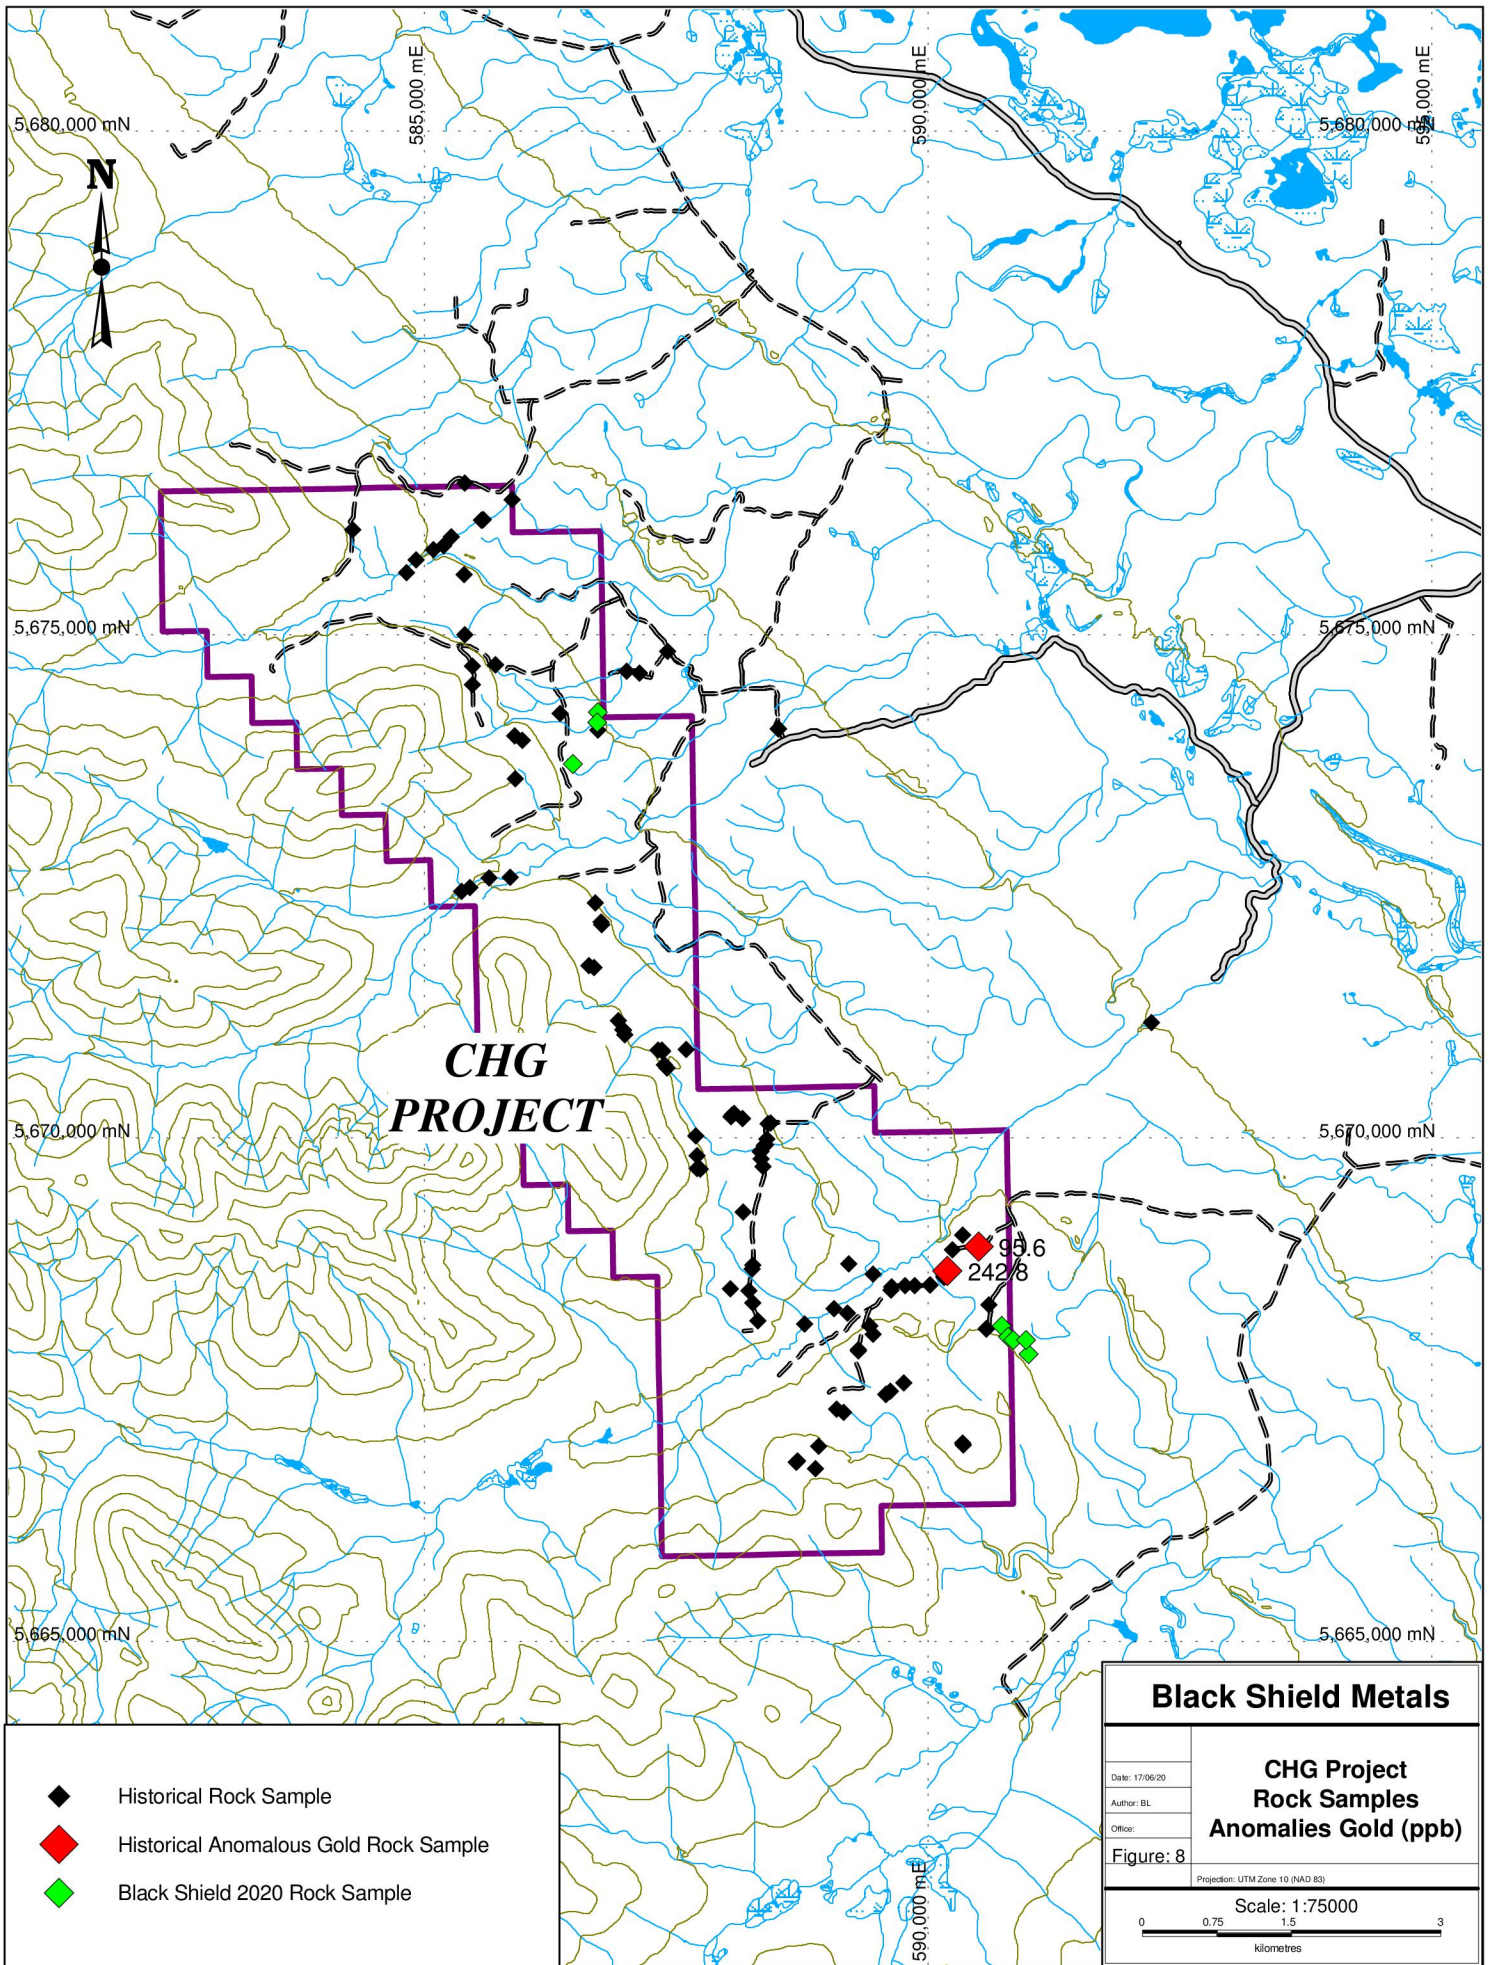 585,000 mE
590,000 mE
595,000 mE
5,680,000 mN
5,680,000 mN
N
5,675,000 mN
5,675,000 mN
CHG
PROJECT
5,670,000 mN
5,670,000 mN
95.6
242.8
5,665,000 mN
5,665,000 mN
590,000 mE
Historical Rock Sample
Historical Anomalous Gold Rock Sample
Black Shield 2020 Rock Sample
Black Shield Metals
Date: 17/06/20
Author: BL
Office:
Figure: 8
CHG Project
Rock Samples
Anomalies Gold (ppb)
Projection: UTM Zone 10 (NAD 83)
Scale: 1:75000
0 0.75 1.5 3
kilometres